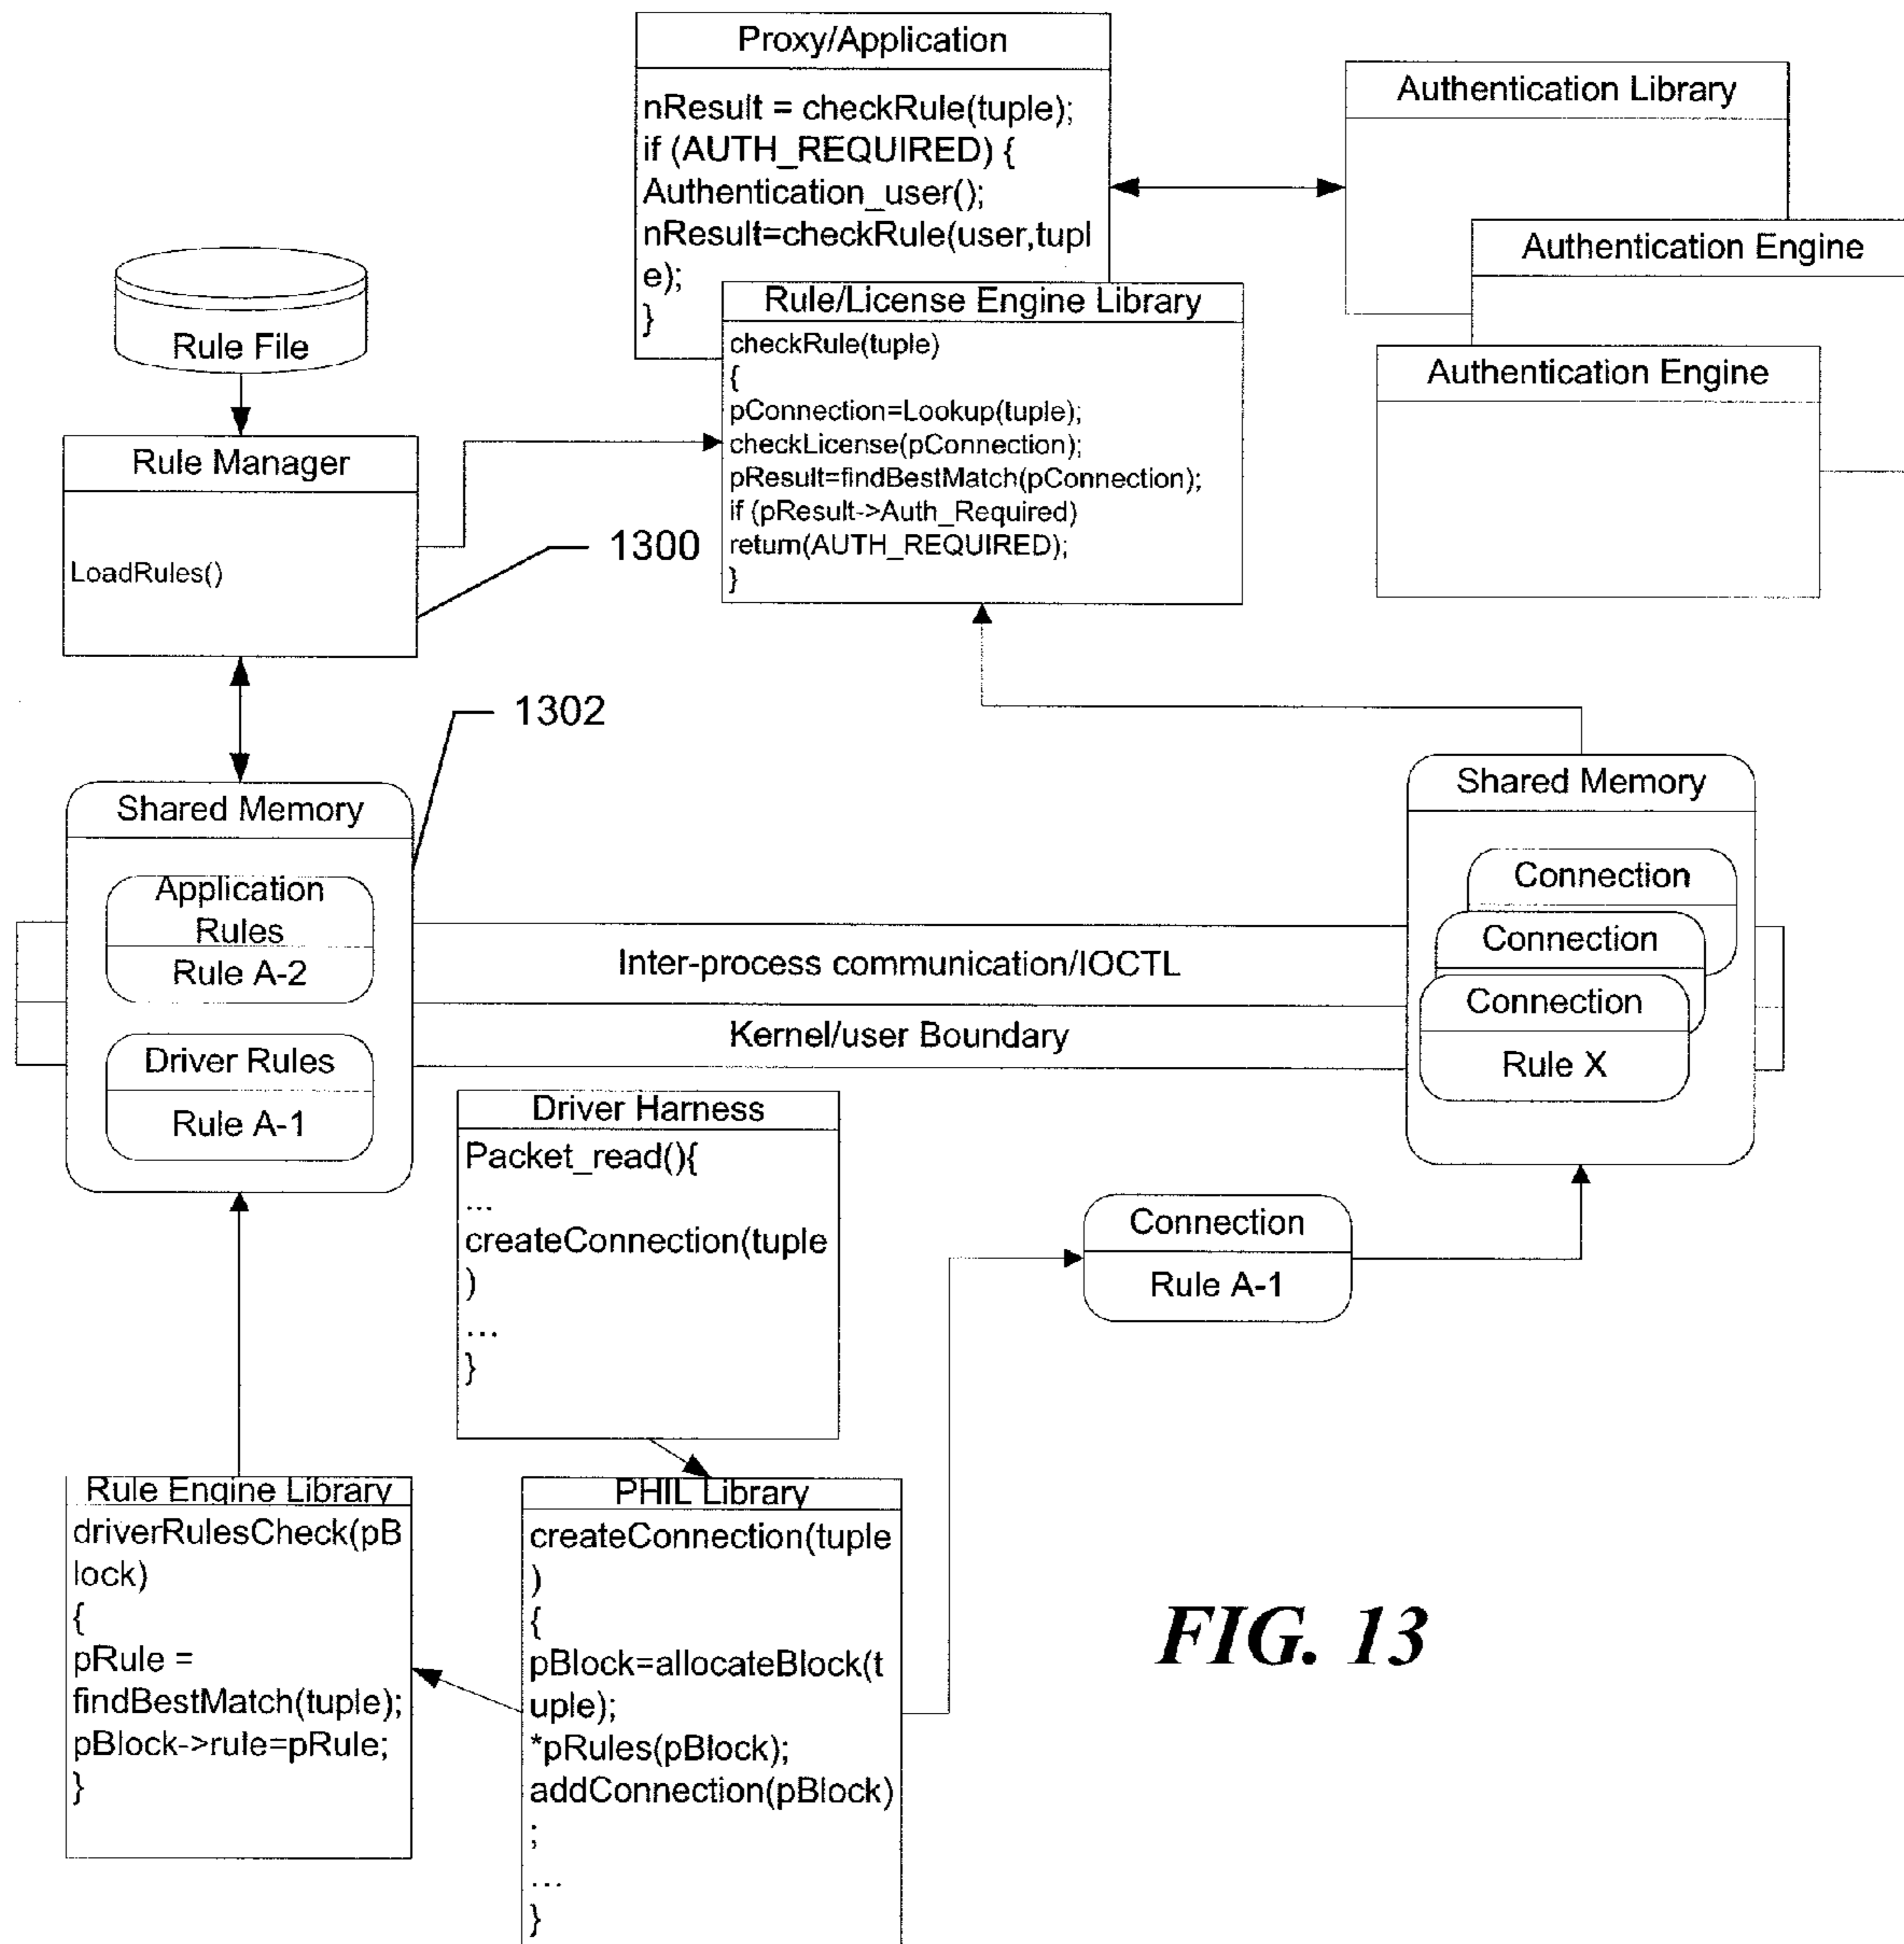 Proxy/Application
nResult = checkRule(tuple);
if (AUTH_REQUIRED) {
Authentication_user();
nResult=checkRule(user,tupl
e);
}
Authentication Library
Authentication Engine
Authentication Engine
Rule File
Rule Manager
LoadRules()
1300
Rule/License Engine Library
checkRule(tuple)
{
pConnection=Lookup(tuple);
checkLicense(pConnection);
pResult=findBestMatch(pConnection);
if (pResult->Auth_Required)
return(AUTH_REQUIRED);
}
1302
Shared Memory
Application
Rules
Rule A-2
Driver Rules
Rule A-1
Inter-process communication/IOCTL
Kernel/user Boundary
Shared Memory
Connection
Connection
Connection
Rule X
Driver Harness
Packet_read(){
...
createConnection(tuple
)
...
}
Connection
Rule A-1
Rule Engine Library
driverRulesCheck(pB
lock)
{
pRule =
findBestMatch(tuple);
pBlock->rule=pRule;
}
PHIL Library
createConnection(tuple
)
{
pBlock=allocateBlock(t
uple);
*pRules(pBlock);
addConnection(pBlock)
;
...
}
FIG. 13